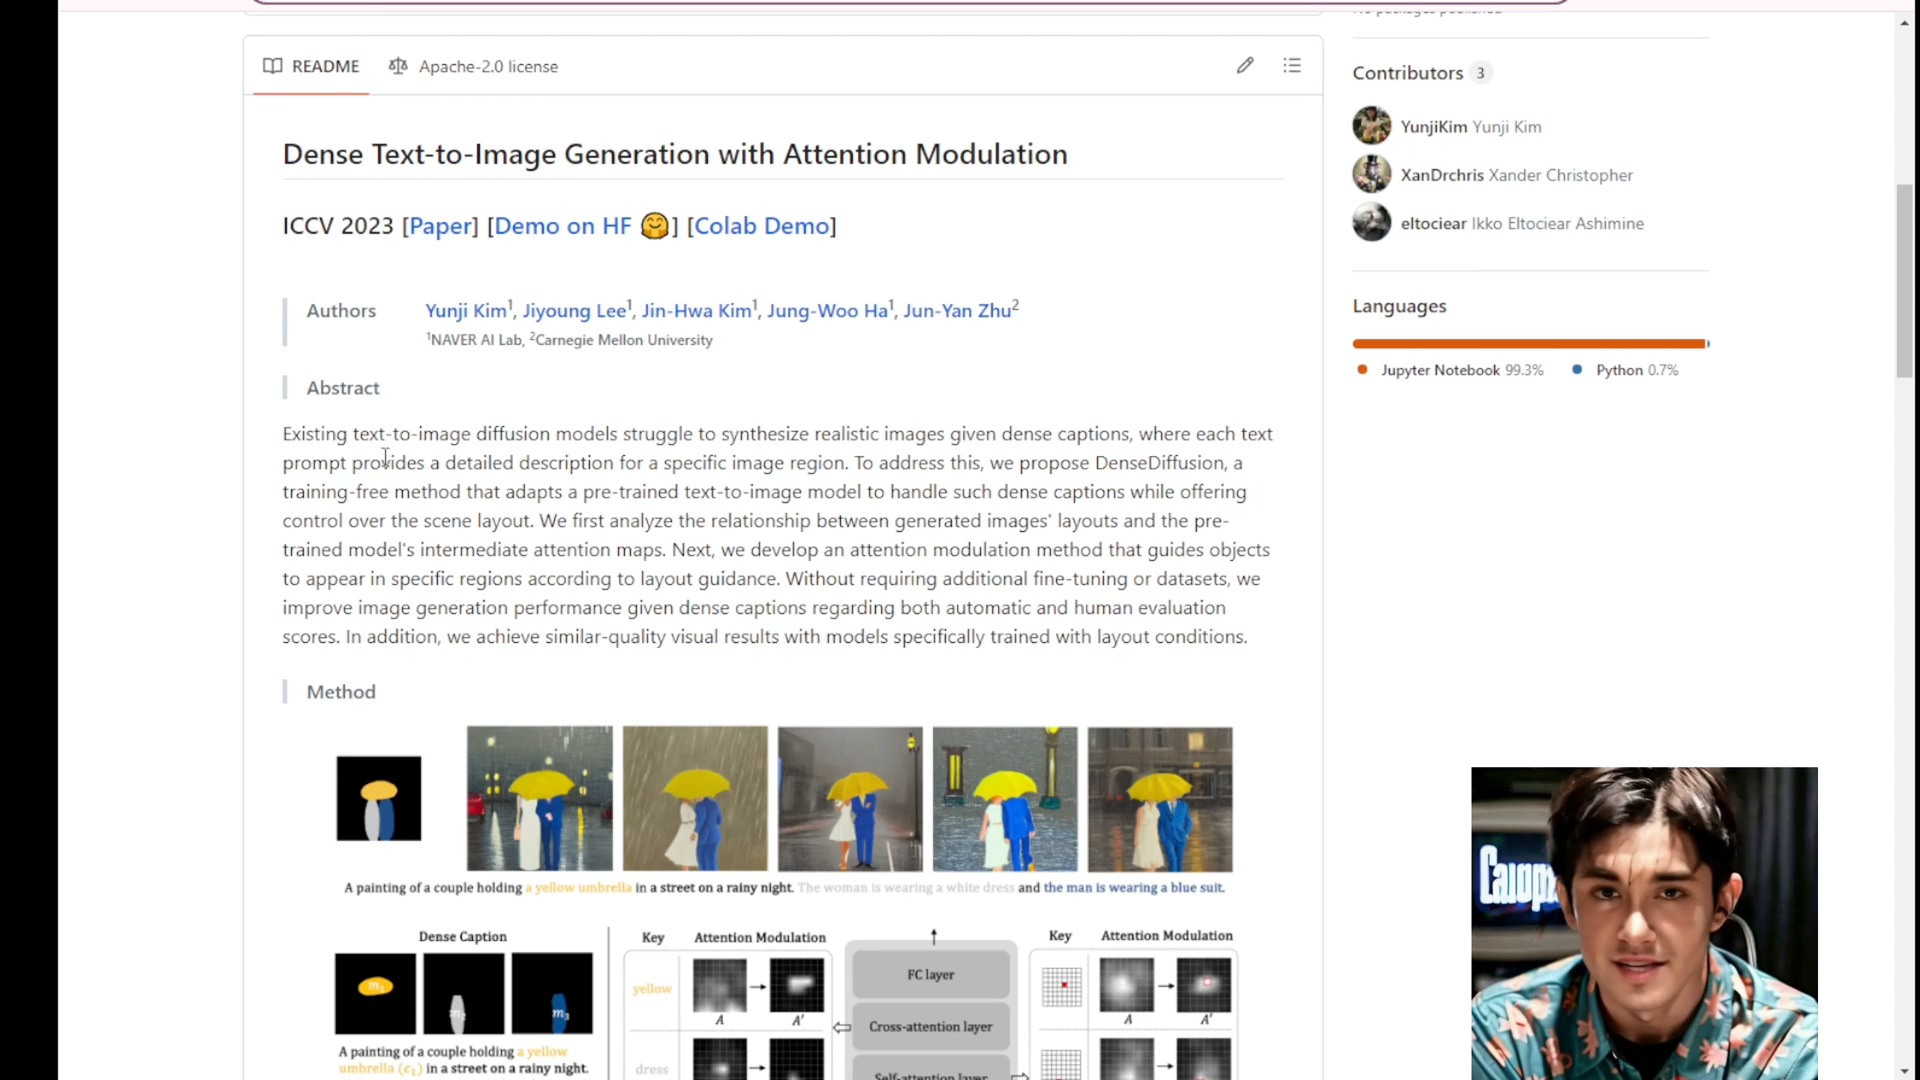 README
Apache-2.0 license
Dense Text-to-Image Generation with Attention Modulation
ICCV 2023 [Paper] [Demo on HF 🤗] [Colab Demo]
Authors
Yunji Kim¹, Jiyoung Lee¹, Jin-Hwa Kim¹, Jung-Woo Ha¹, Jun-Yan Zhu²
¹NAVER AI Lab, ²Carnegie Mellon University
Abstract
Existing text-to-image diffusion models struggle to synthesize realistic images given dense captions, where each text
prompt provides a detailed description for a specific image region. To address this, we propose DenseDiffusion, a
training-free method that adapts a pre-trained text-to-image model to handle such dense captions while offering
control over the scene layout. We first analyze the relationship between generated images' layouts and the pre-
trained model's intermediate attention maps. Next, we develop an attention modulation method that guides objects
to appear in specific regions according to layout guidance. Without requiring additional fine-tuning or datasets, we
improve image generation performance given dense captions regarding both automatic and human evaluation
scores. In addition, we achieve similar-quality visual results with models specifically trained with layout conditions.
Method
A painting of a couple holding a yellow umbrella in a street on a rainy night. The woman is wearing a white dress and the man is wearing a blue suit.
Dense Caption
m₁
m₂
m₃
A painting of a couple holding a yellow
umbrella (c₁) in a street on a rainy night.
Key Attention Modulation
yellow
A A'
dress
FC layer
Cross-attention layer
Self-attention layer
Key Attention Modulation
A A'
No packages published
Contributors 3
YunjiKim Yunji Kim
XanDrchris Xander Christopher
eltociear Ikko Eltociear Ashimine
Languages
Jupyter Notebook 99.3% Python 0.7%